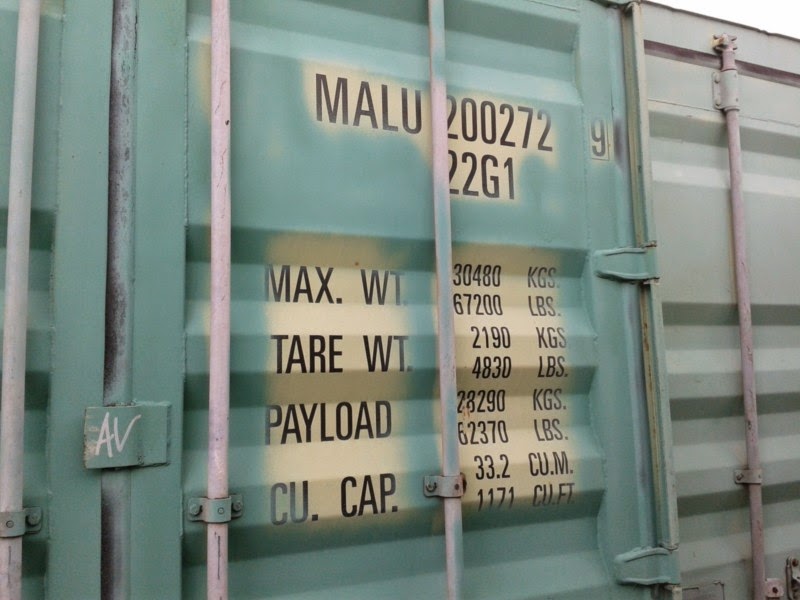 MALU 200272 9
22G1
MAX. WT. 30480 KGS.
67200 LBS.
TARE WT. 2190 KGS
4830 LBS.
PAYLOAD 28290 KGS.
62370 LBS.
CU. CAP. 33.2 CU.M.
1171 CU.FT
AV